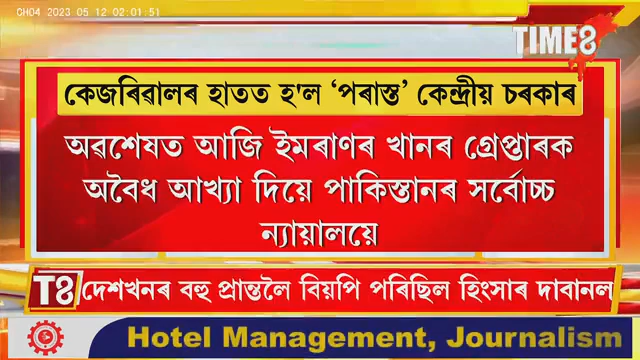 CH04 2023 05 12 02:01:51
TIME8
কেজৰিৱালৰ হাতত হ'ল ‘পৰাস্ত’ কেন্দ্ৰীয় চৰকাৰ
অৱশেষত আজি ইমৰাণৰ খানৰ গ্ৰেপ্তাৰক
অবৈধ আখ্যা দিয়ে পাকিস্তানৰ সৰ্বোচ্চ
ন্যায়ালয়ে
T8 দেশখনৰ বহু প্ৰান্তলৈ বিয়পি পৰিছিল হিংসাৰ দাবানল
Hotel Management, Journalism